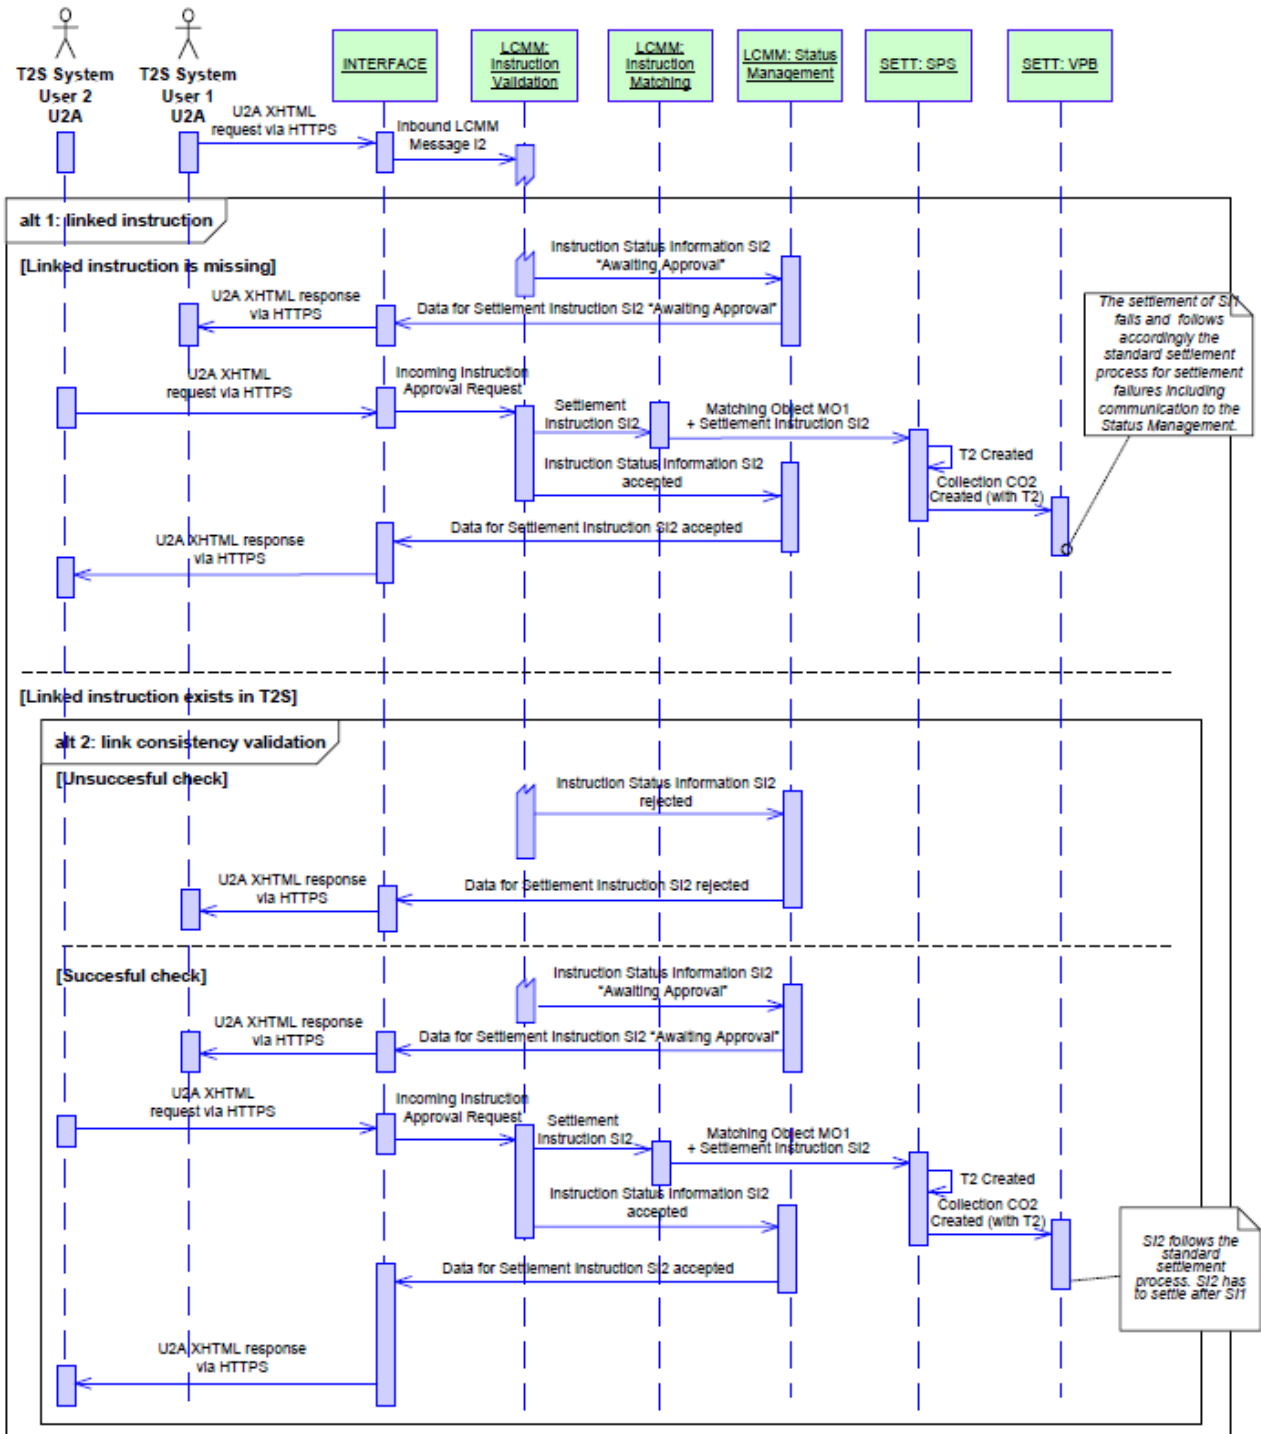 T2S System
User 2
U2A
T2S System
User 1
U2A
INTERFACE
LCMM:
Instruction
Validation
LCMM:
Instruction
Matching
LCMM: Status
Management
SETT: SPS
SETT: VPB
U2A XHTML
request via HTTPS
Inbound LCMM
Message I2
alt 1: linked instruction
[Linked instruction is missing]
Instruction Status Information SI2
“Awaiting Approval”
U2A XHTML response
via HTTPS
Data for Settlement Instruction SI2 “Awaiting Approval”
The settlement of SI1
fails and follows
accordingly the
standard settlement
process for settlement
failures including
communication to the
Status Management.
U2A XHTML
request via HTTPS
Incoming Instruction
Approval Request
Settlement
Instruction SI2
Matching Object MO1
+ Settlement Instruction SI2
T2 Created
Instruction Status Information SI2
accepted
Collection CO2
Created (with T2)
Data for Settlement Instruction SI2 accepted
U2A XHTML response
via HTTPS
[Linked instruction exists in T2S]
alt 2: link consistency validation
[Unsuccesful check]
Instruction Status Information SI2
rejected
U2A XHTML response
via HTTPS
Data for Settlement Instruction SI2 rejected
[Succesful check]
Instruction Status Information SI2
“Awaiting Approval”
U2A XHTML response
via HTTPS
Data for Settlement Instruction SI2 “Awaiting Approval”
U2A XHTML
request via HTTPS
Incoming Instruction
Approval Request
Settlement
Instruction SI2
Matching Object MO1
+ Settlement Instruction SI2
T2 Created
Instruction Status Information SI2
accepted
Collection CO2
Created (with T2)
SI2 follows the
standard
settlement
process. SI2 has
to settle after SI1
Data for Settlement Instruction SI2 accepted
U2A XHTML response
via HTTPS